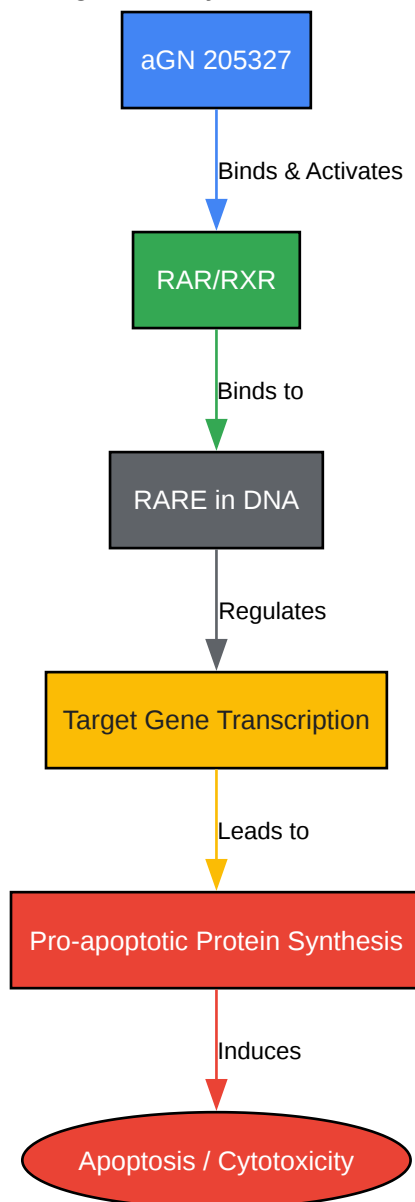 aGN 205327
Binds & Activates
RAR/RXR
Binds to
RARE in DNA
Regulates
Target Gene Transcription
Leads to
Pro-apoptotic Protein Synthesis
Induces
Apoptosis / Cytotoxicity